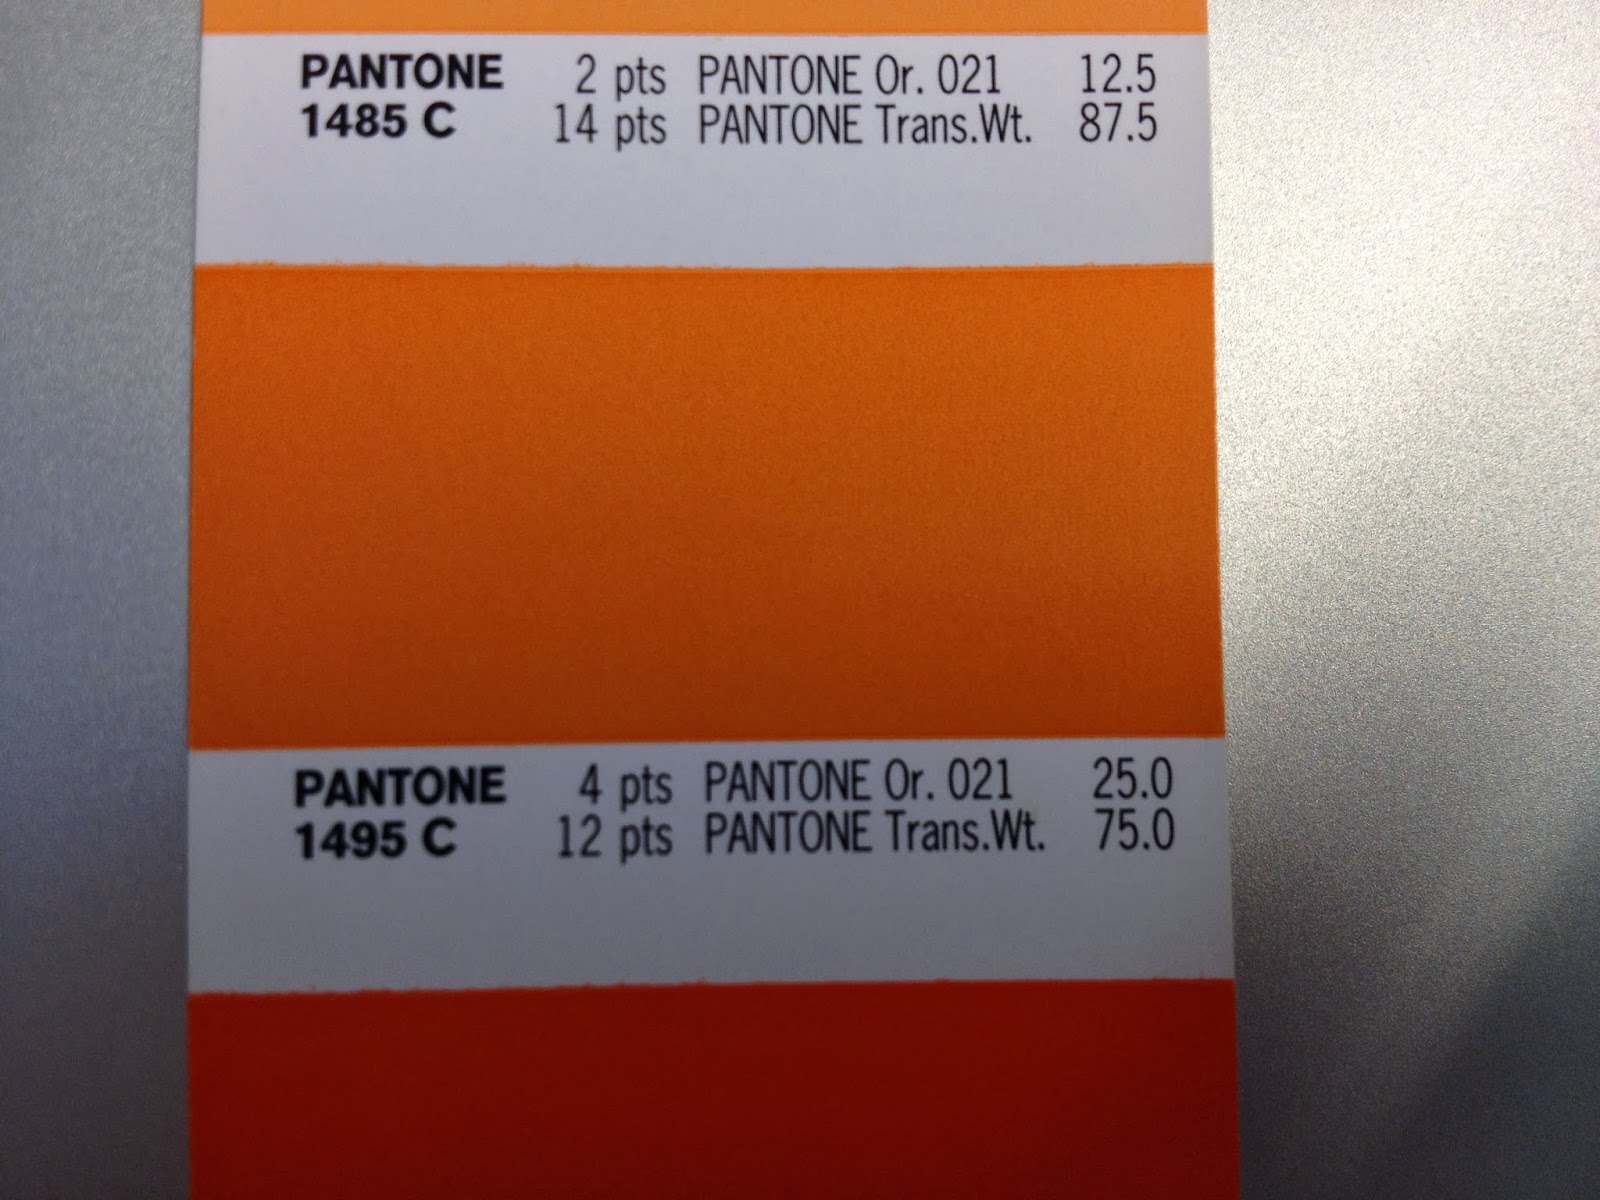 PANTONE 2 pts PANTONE Or. 021 12.5
1485 C 14 pts PANTONE Trans.Wt. 87.5
PANTONE 4 pts PANTONE Or. 021 25.0
1495 C 12 pts PANTONE Trans.Wt. 75.0